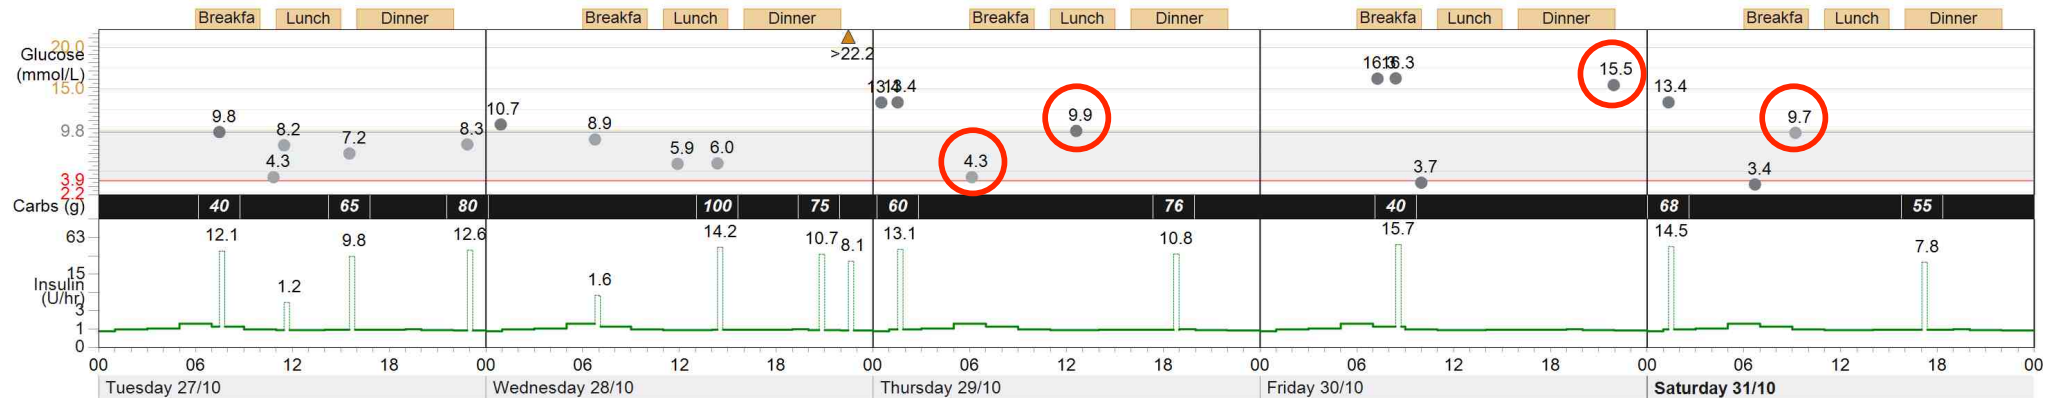 Breakfa Lunch Dinner Breakfa Lunch Dinner Breakfa Lunch Dinner Breakfa Lunch Dinner Breakfa Lunch Dinner
20.0
Glucose
(mmol/L)
15.0
9.8
3.9
2.2
9.8 4.3 8.2 7.2 8.3
10.7 8.9 5.9 6.0 >22.2
13.4 4.3 9.9
16.3 3.7 15.5
13.4 3.4 9.7
Carbs (g) 40 65 80 100 75 60 76 40 68 55
63
15
Insulin
(U/hr)
3
1
0
12.1 1.2 9.8 12.6
1.6 14.2 10.7 8.1
13.1 10.8
15.7
14.5 7.8
00 06 12 18 00 06 12 18 00 06 12 18 00 06 12 18 00 06 12 18 00
Tuesday 27/10 Wednesday 28/10 Thursday 29/10 Friday 30/10 Saturday 31/10